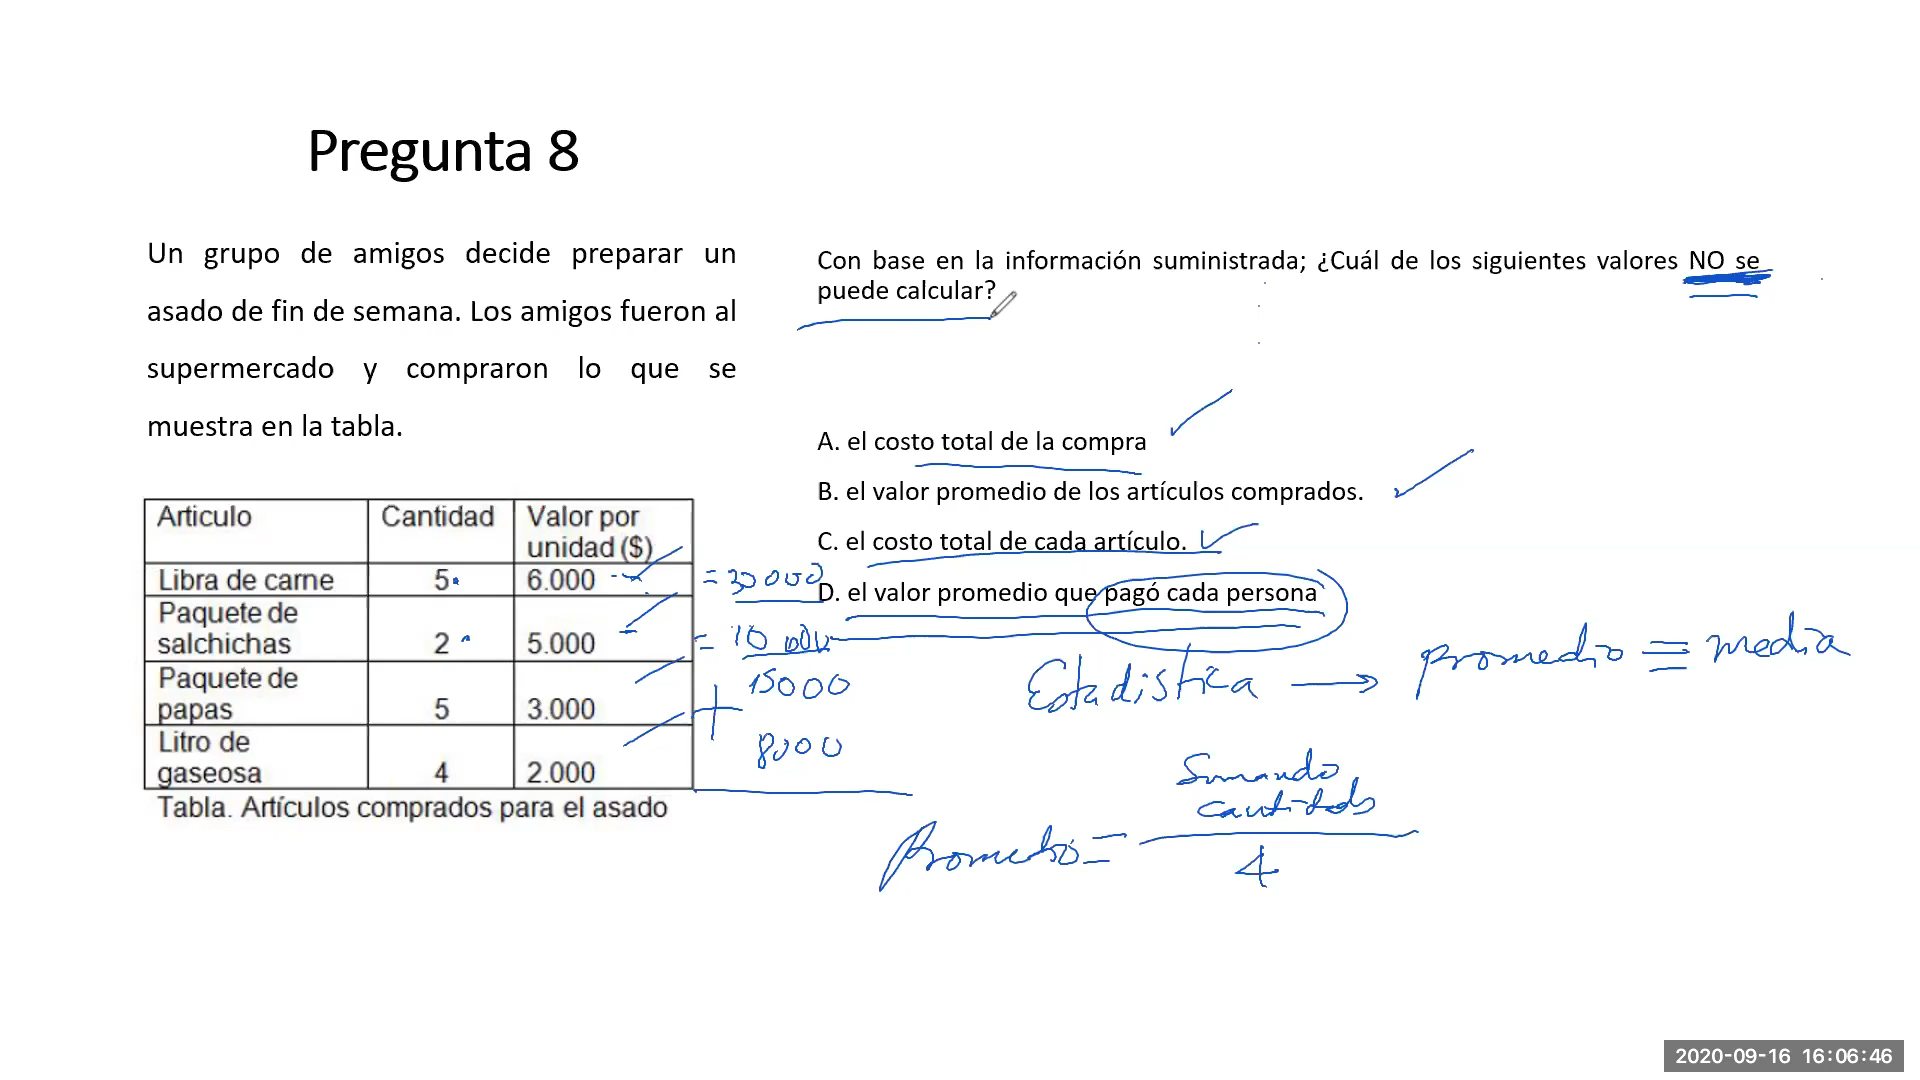 Pregunta 8
Un grupo de amigos decide preparar un
asado de fin de semana. Los amigos fueron al
supermercado y compraron lo que se
muestra en la tabla.
Articulo Cantidad Valor por unidad ($)
Libra de carne 5 6.000
Paquete de salchichas 2 5.000
Paquete de papas 5 3.000
Litro de gaseosa 4 2.000
Tabla. Artículos comprados para el asado
= 30000
= 10 000
+ 15000
8000
Con base en la información suministrada; ¿Cuál de los siguientes valores NO se
puede calcular?
A. el costo total de la compra
B. el valor promedio de los artículos comprados.
C. el costo total de cada artículo.
D. el valor promedio que pagó cada persona
Estadistica → promedio = media
Sumando
cantidades
Promedio =
4
2020-09-16 16:06:46